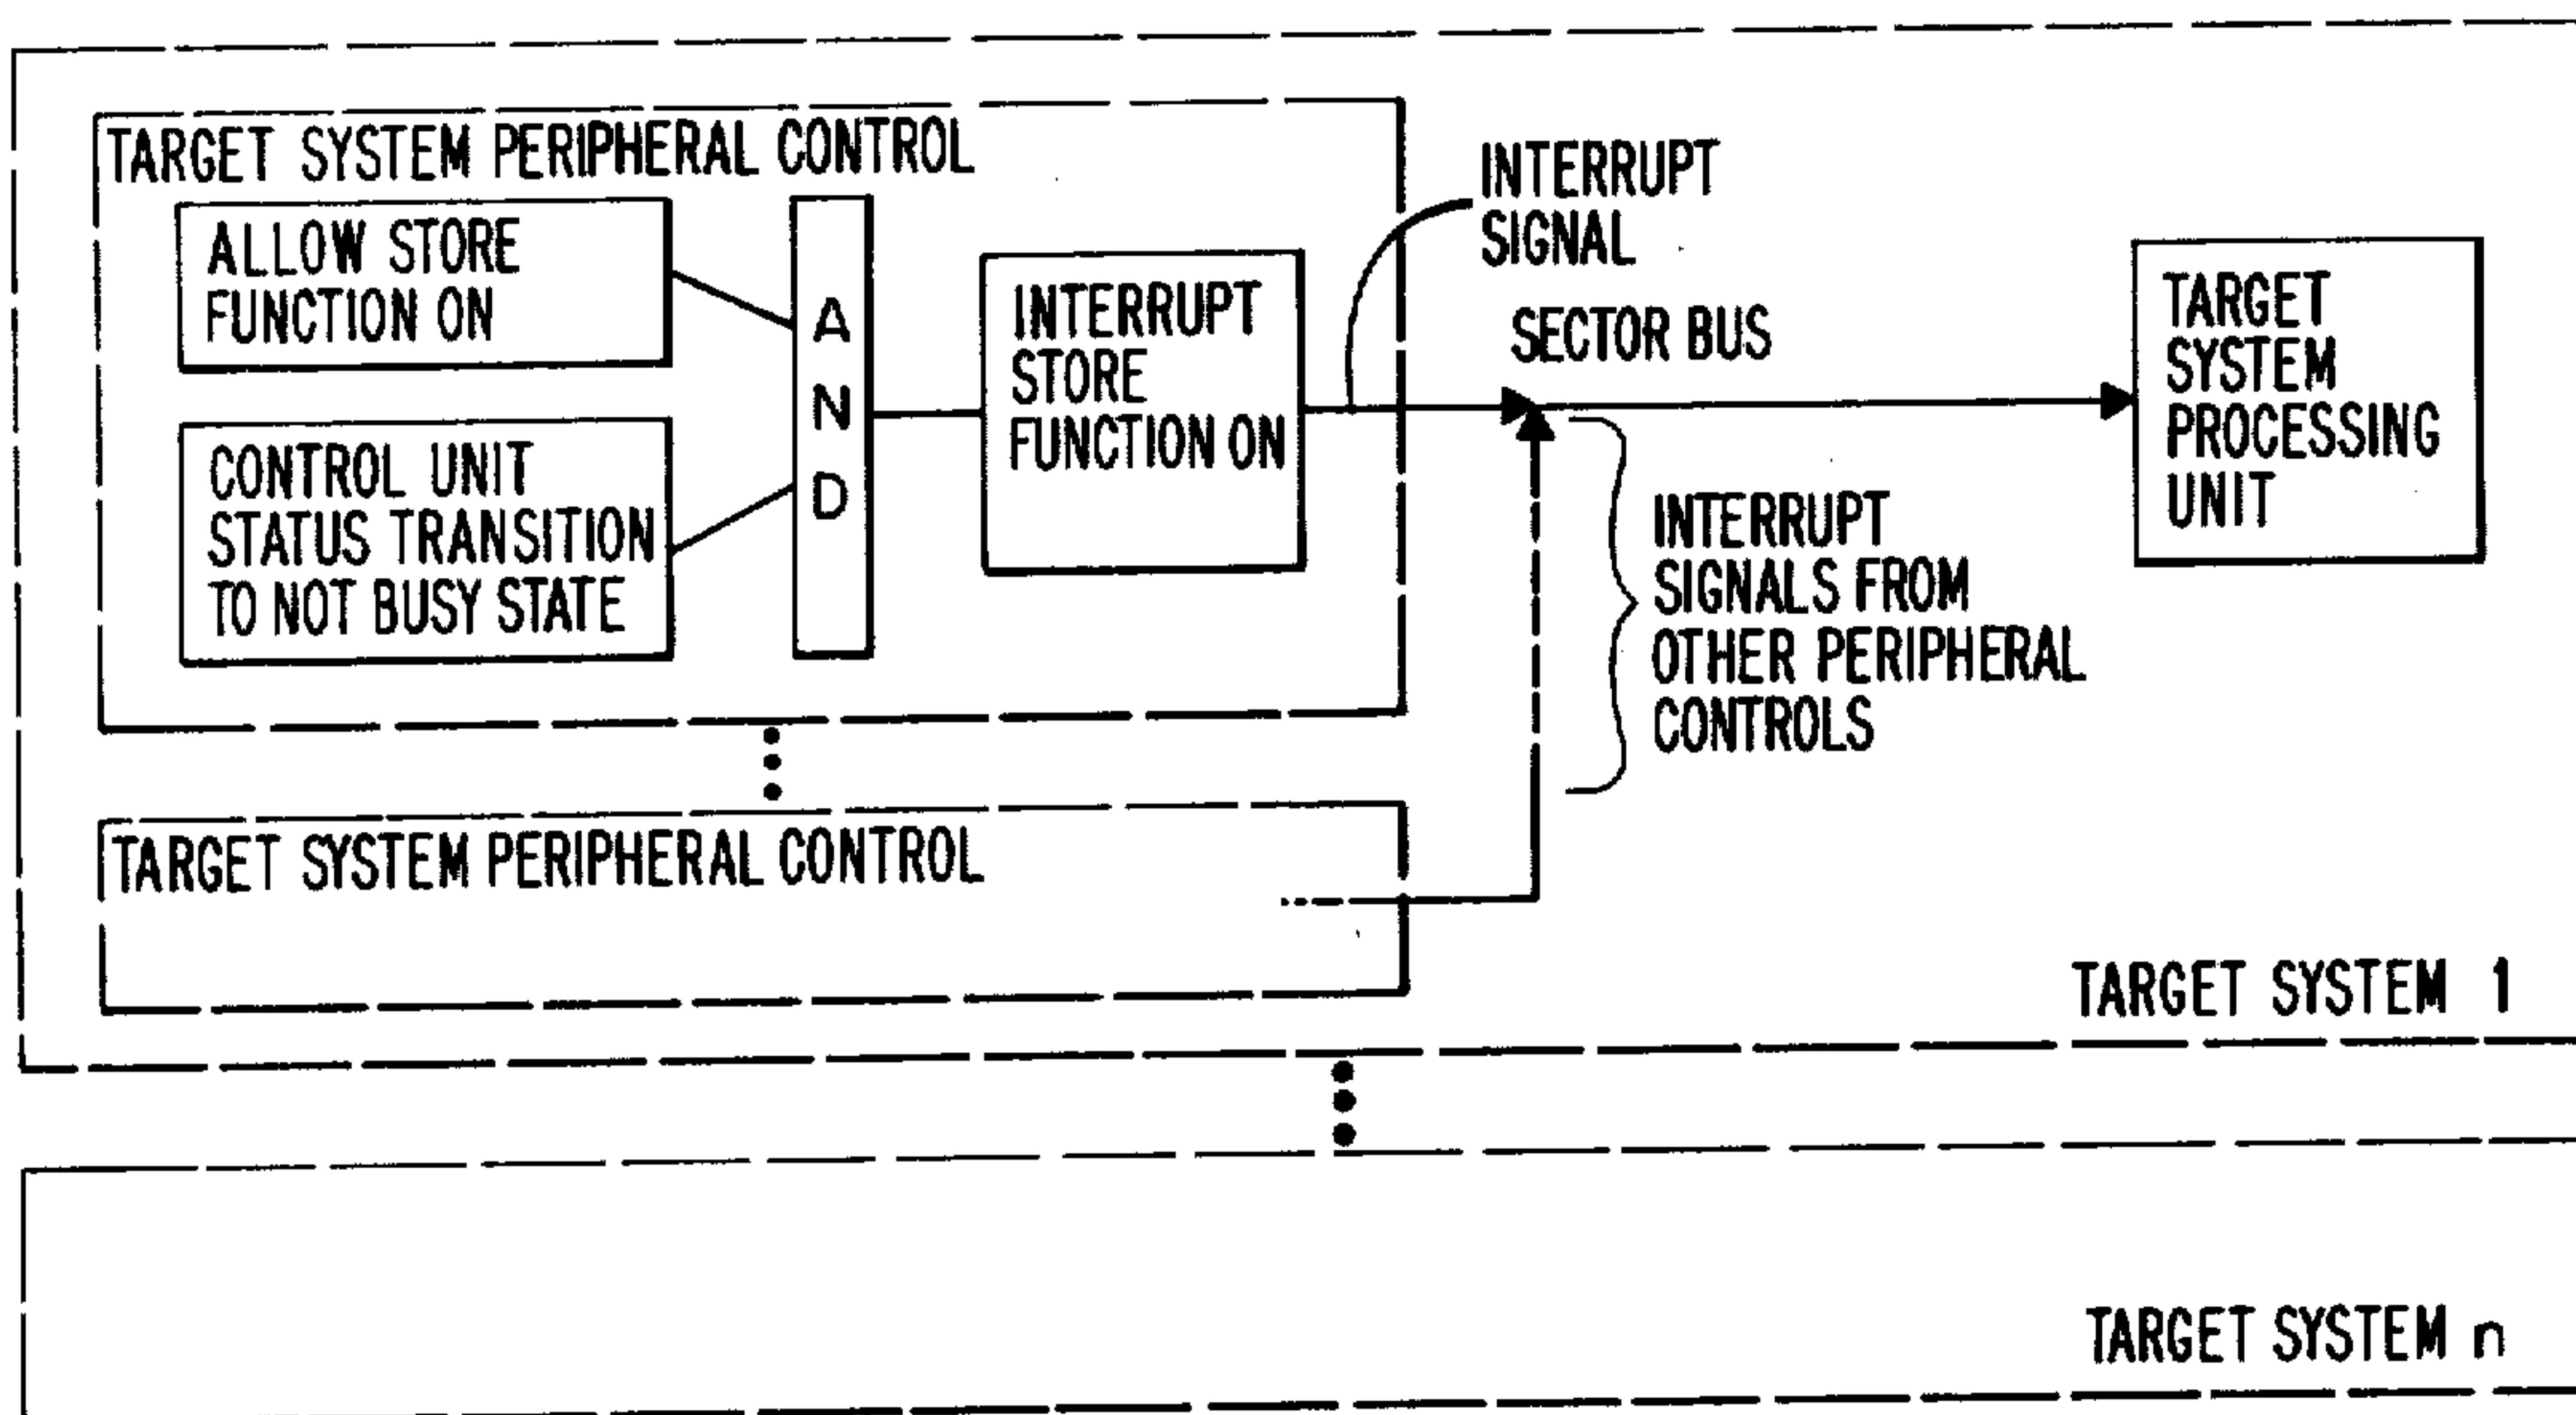 TARGET SYSTEM PERIPHERAL CONTROL
ALLOW STORE
FUNCTION ON
CONTROL UNIT
STATUS TRANSITION
TO NOT BUSY STATE
A
N
D
INTERRUPT
STORE
FUNCTION ON
INTERRUPT
SIGNAL
SECTOR BUS
TARGET
SYSTEM
PROCESSING
UNIT
INTERRUPT
SIGNALS FROM
OTHER PERIPHERAL
CONTROLS
TARGET SYSTEM PERIPHERAL CONTROL
TARGET SYSTEM 1
TARGET SYSTEM n